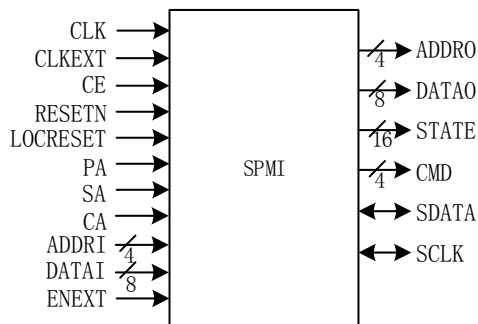 CLK
CLKEXT
CE
RESETN
LOCRESET
PA
SA
CA
ADDRI 4
DATAI 8
ENEXT
SPMI
4 ADDRO
8 DATAO
16 STATE
4 CMD
SDATA
SCLK